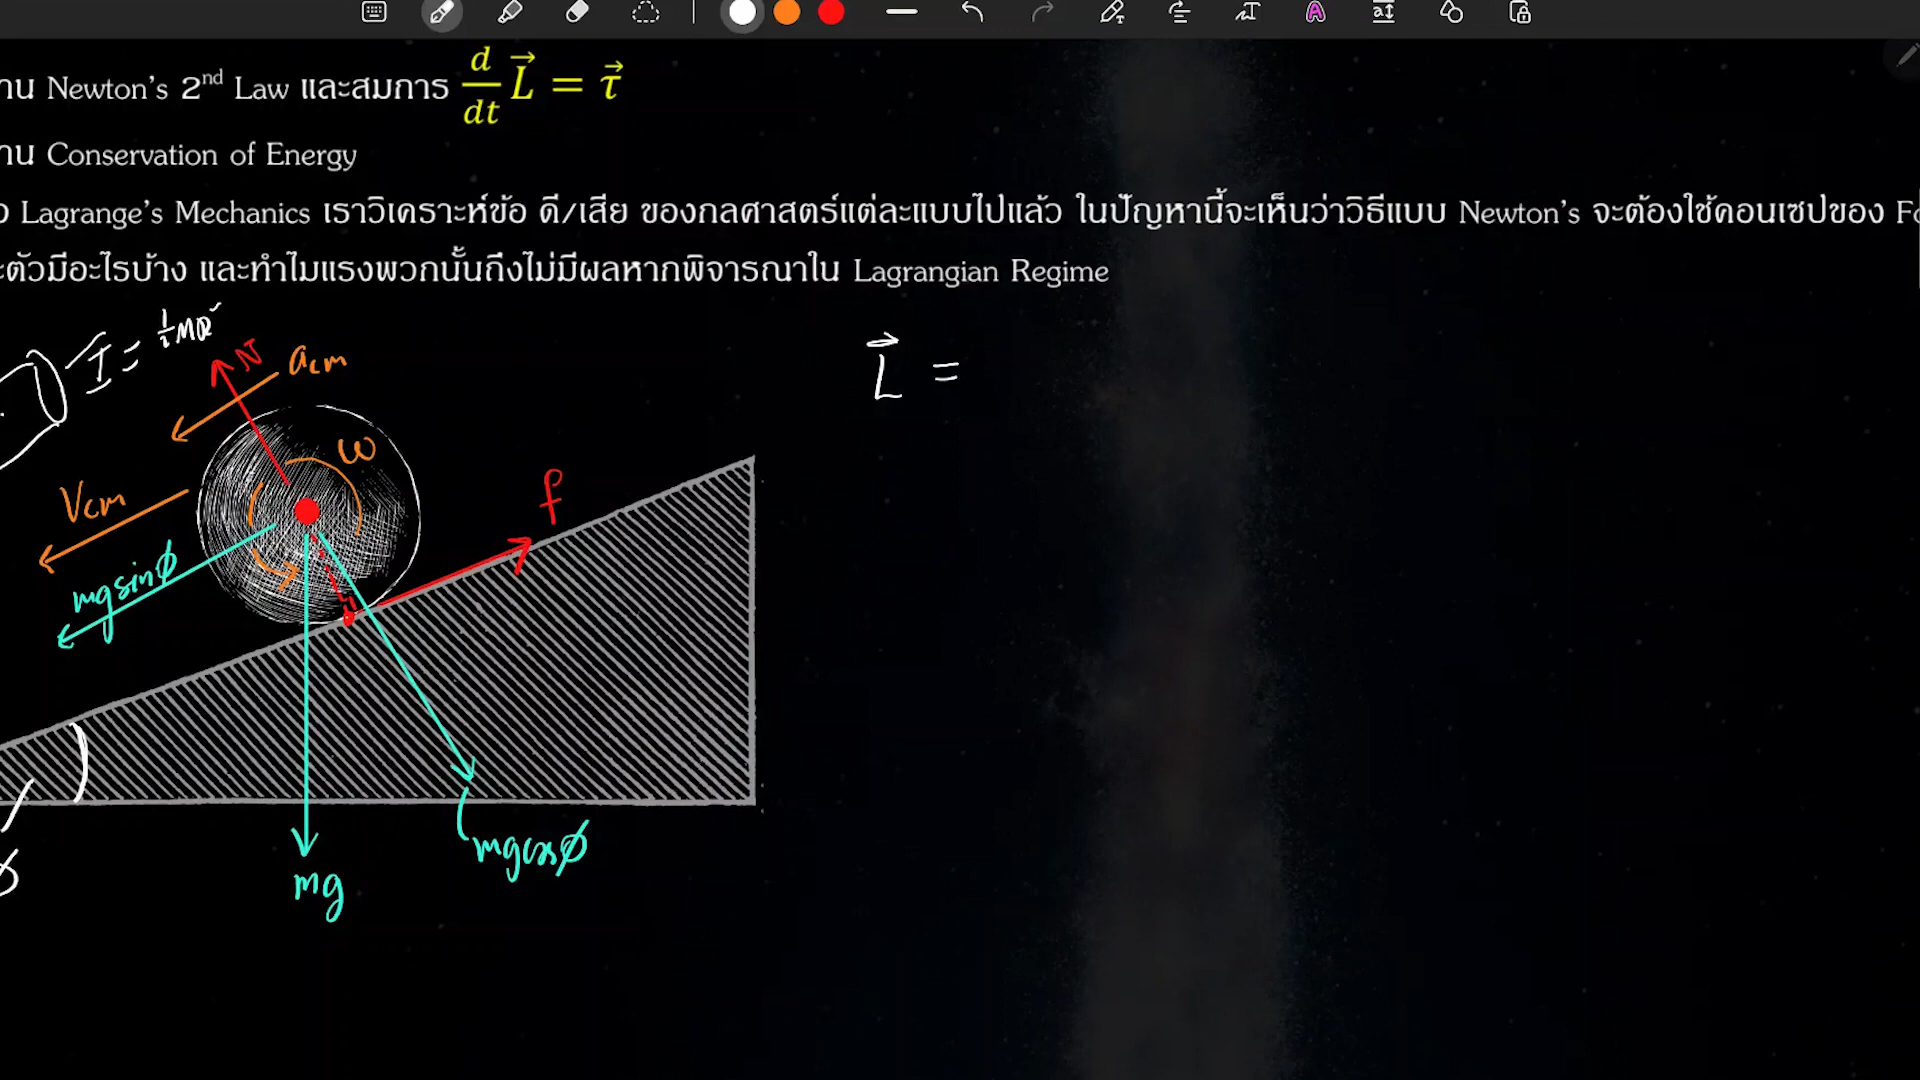 าน Newton's 2nd Law และสมการ d/dt L⃗ = τ⃗
าน Conservation of Energy
Lagrange's Mechanics เราวิเคราะห์ข้อ ดี/เสีย ของกลศาสตร์แต่ละแบบไปแล้ว ในปัญหานี้จะเห็นว่าวิธีแบบ Newton's จะต้องใช้คอนเซปของ Fo
ะตัวมีอะไรบ้าง และทำไมแรงพวกนั้นถึงไม่มีผลหากพิจารณาใน Lagrangian Regime
I = ½MR²
N
a_cm
L⃗ =
ω
V_cm
f
mg sinϕ
mg cosϕ
mg
ϕ